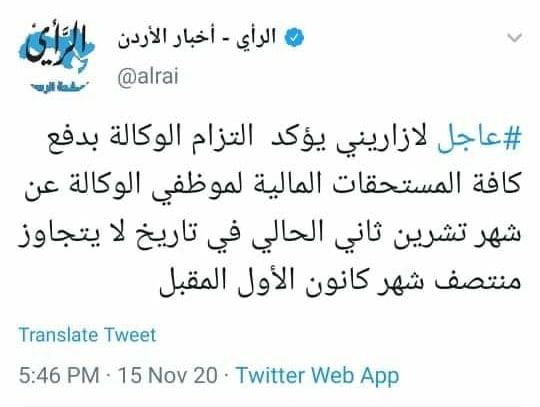 الرأي
الرأي - أخبار الأردن
@alrai
#عاجل لازاريني يؤكد التزام الوكالة بدفع
كافة المستحقات المالية لموظفي الوكالة عن
شهر تشرين ثاني الحالي في تاريخ لا يتجاوز
منتصف شهر كانون الأول المقبل
Translate Tweet
5:46 PM · 15 Nov 20 · Twitter Web App